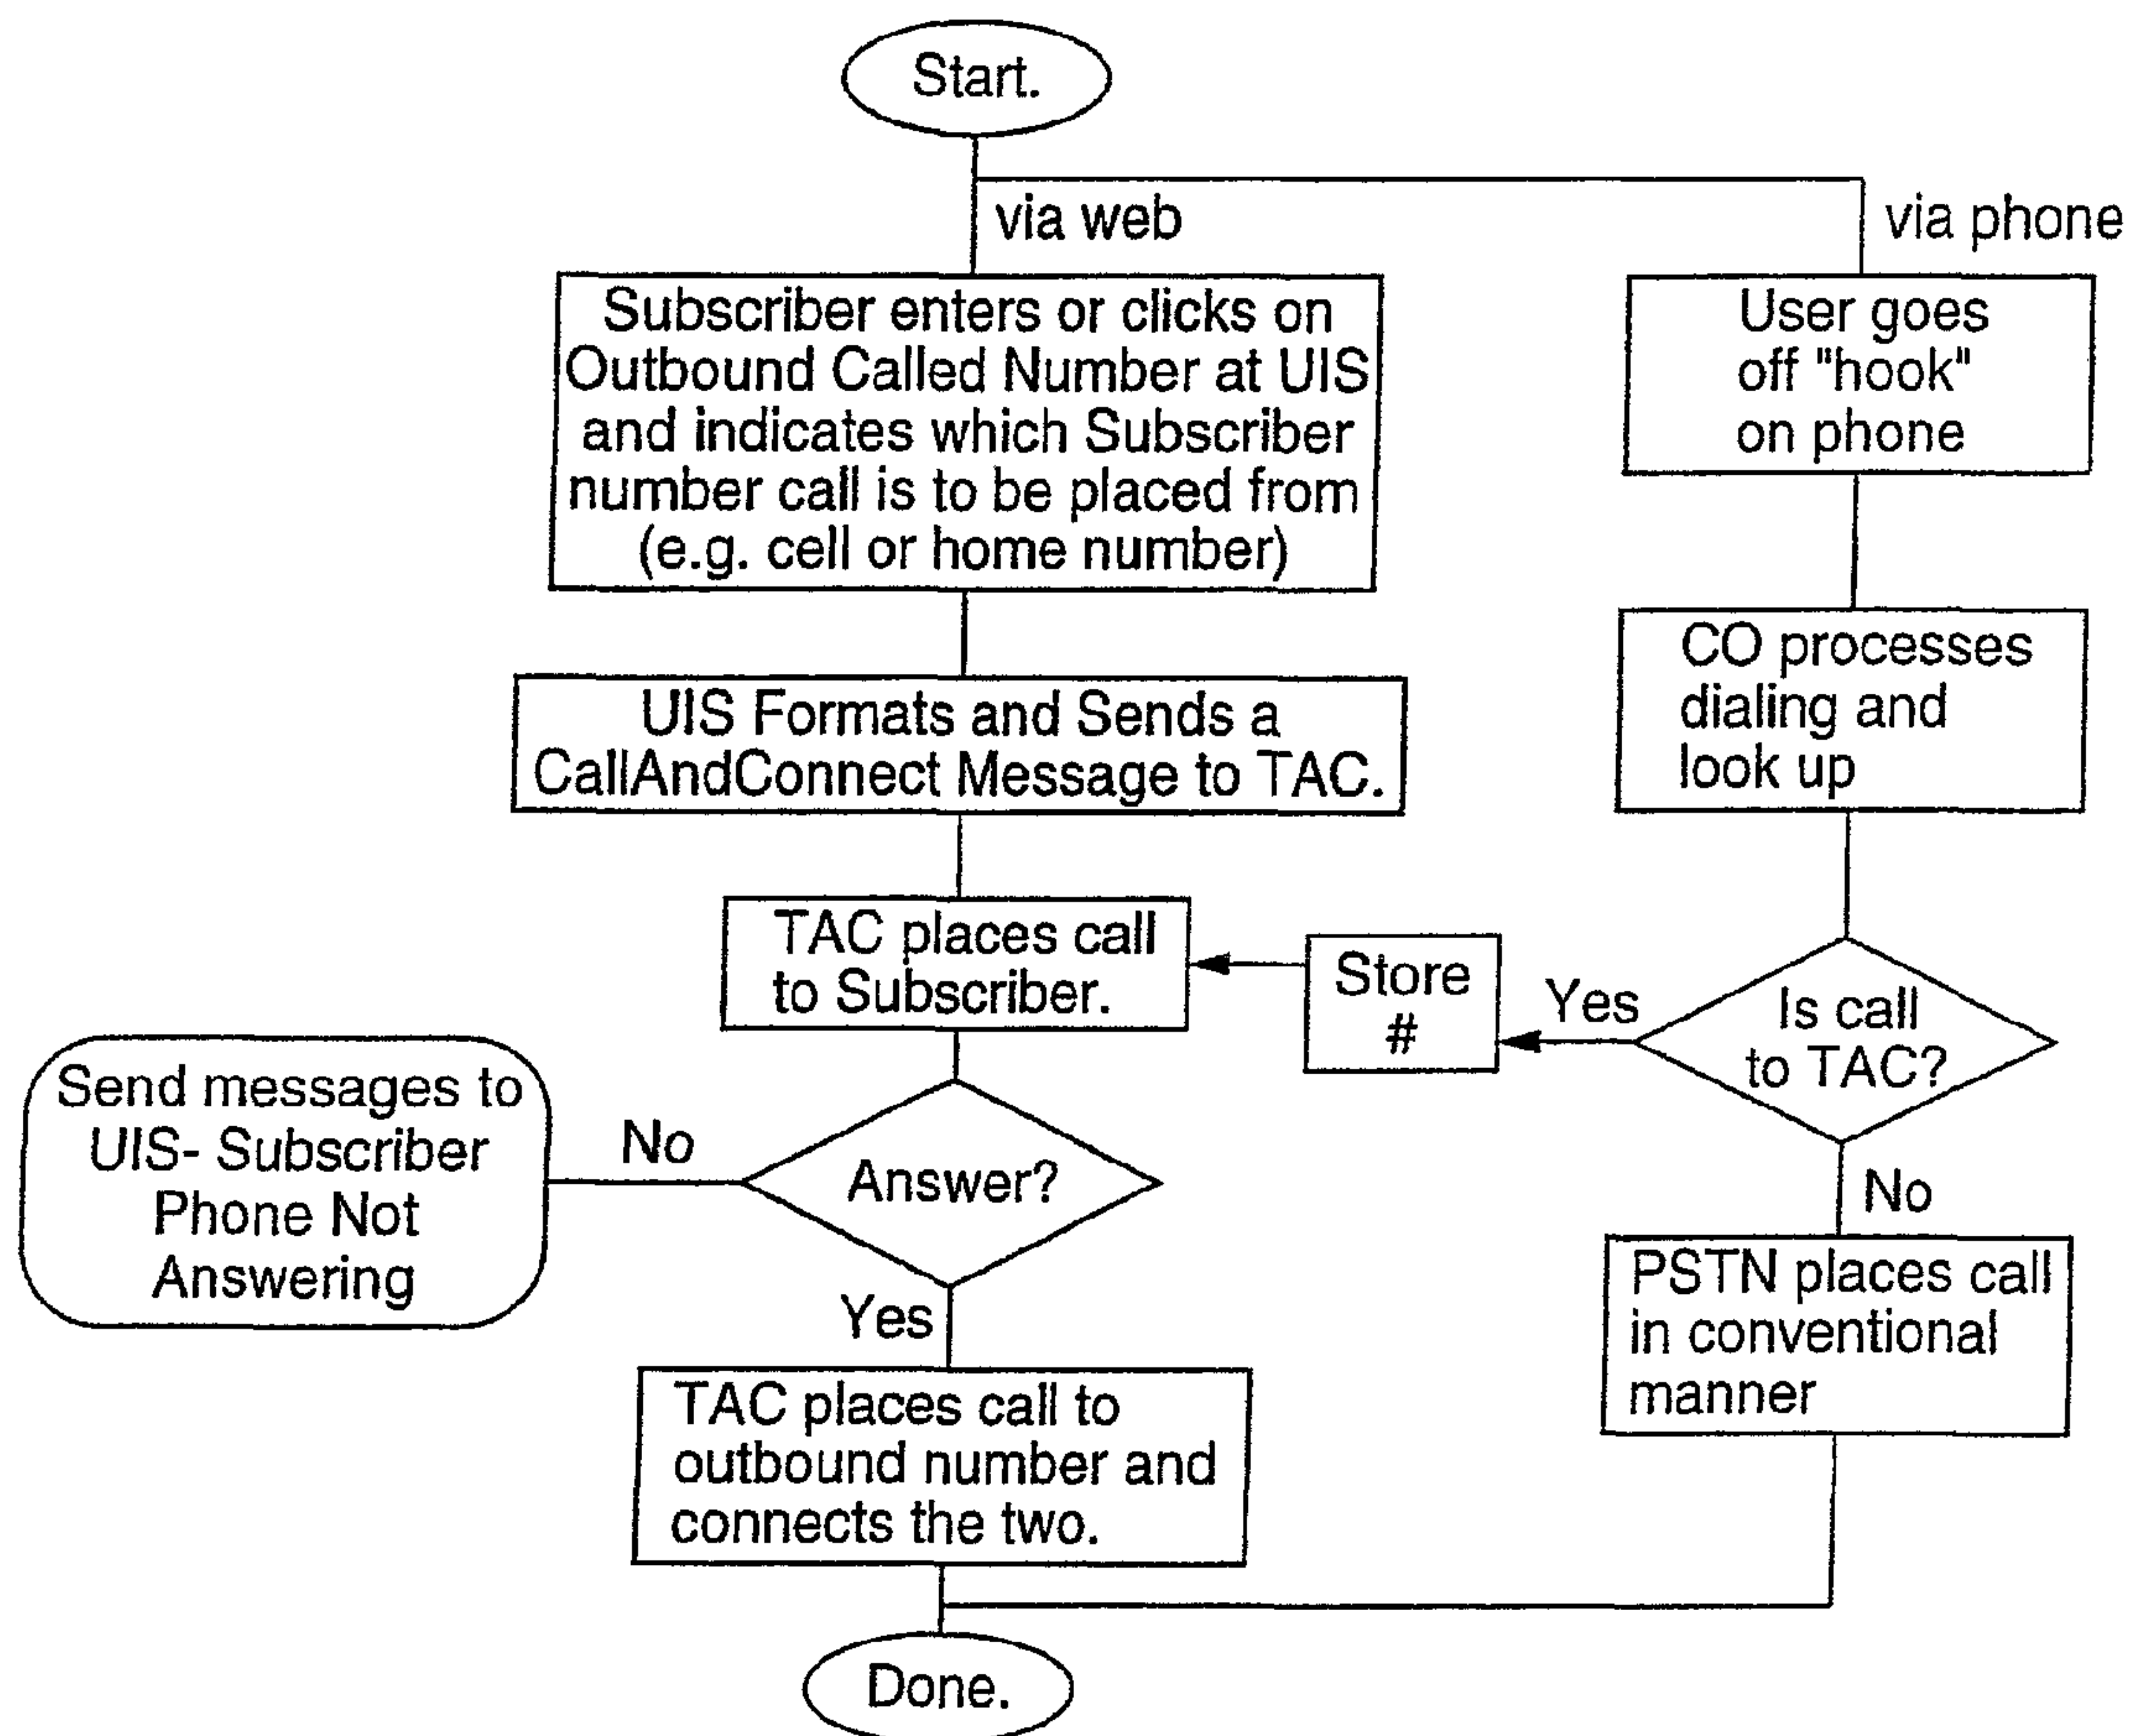 Start.
via web
via phone
Subscriber enters or clicks on
Outbound Called Number at UIS
and indicates which Subscriber
number call is to be placed from
(e.g. cell or home number)
User goes
off "hook"
on phone
UIS Formats and Sends a
CallAndConnect Message to TAC.
CO processes
dialing and
look up
TAC places call
to Subscriber.
Store
#
Yes
Is call
to TAC?
Send messages to
UIS- Subscriber
Phone Not
Answering
No
Answer?
No
Yes
PSTN places call
in conventional
manner
TAC places call to
outbound number and
connects the two.
Done.